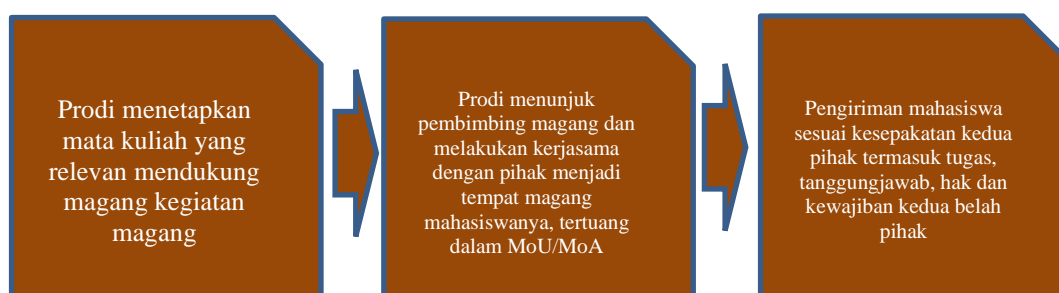 Prodi menetapkan
mata kuliah yang
relevan mendukung
magang kegiatan
magang
Prodi menunjuk
pembimbing magang dan
melakukan kerjasama
dengan pihak menjadi
tempat magang
mahasiswanya, tertuang
dalam MoU/MoA
Pengiriman mahasiswa
sesuai kesepakatan kedua
pihak termasuk tugas,
tanggungjawab, hak dan
kewajiban kedua belah
pihak